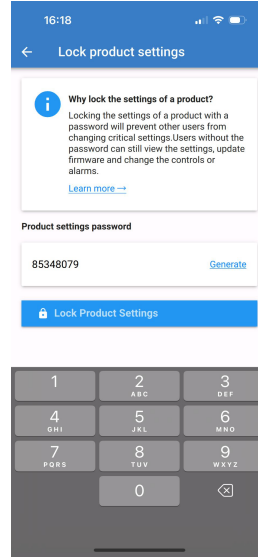 16:18
Lock product settings
Why lock the settings of a product?
Locking the settings of a product with a
password will prevent other users from
changing critical settings.Users without the
password can still view the settings, update
firmware and change the controls or
alarms.
Learn more →
Product settings password
85348079 Generate
Lock Product Settings
1 2 3
ABC DEF
4 5 6
GHI JKL MNO
7 8 9
PQRS TUV WXYZ
0